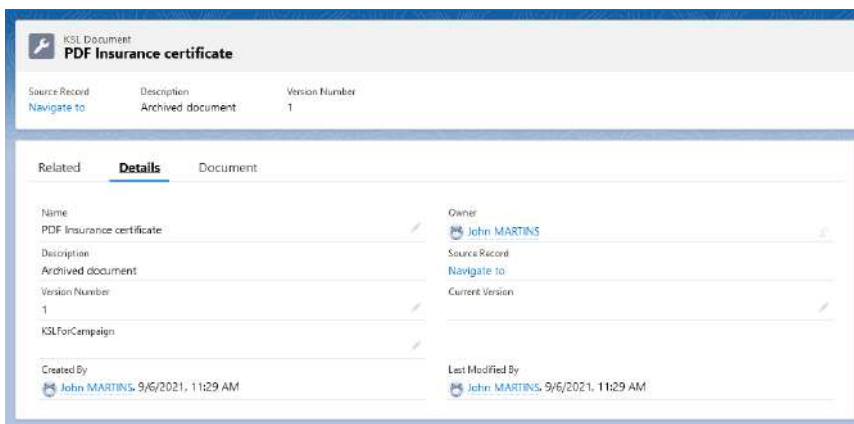 KSL Document
PDF Insurance certificate
Source Record Description Version Number
Navigate to Archived document 1
Related Details Document
Name Owner
PDF Insurance certificate John MARTINS
Description Source Record
Archived document Navigate to
Version Number Current Version
1
KSLForCampaign
Created By Last Modified By
John MARTINS, 9/6/2021, 11:29 AM John MARTINS, 9/6/2021, 11:29 AM